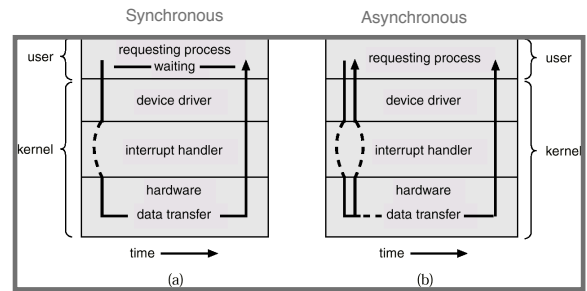 Synchronous
Asynchronous
user
requesting process
waiting
device driver
kernel
interrupt handler
hardware
data transfer
time
(a)
requesting process
user
device driver
interrupt handler
kernel
hardware
data transfer
time
(b)